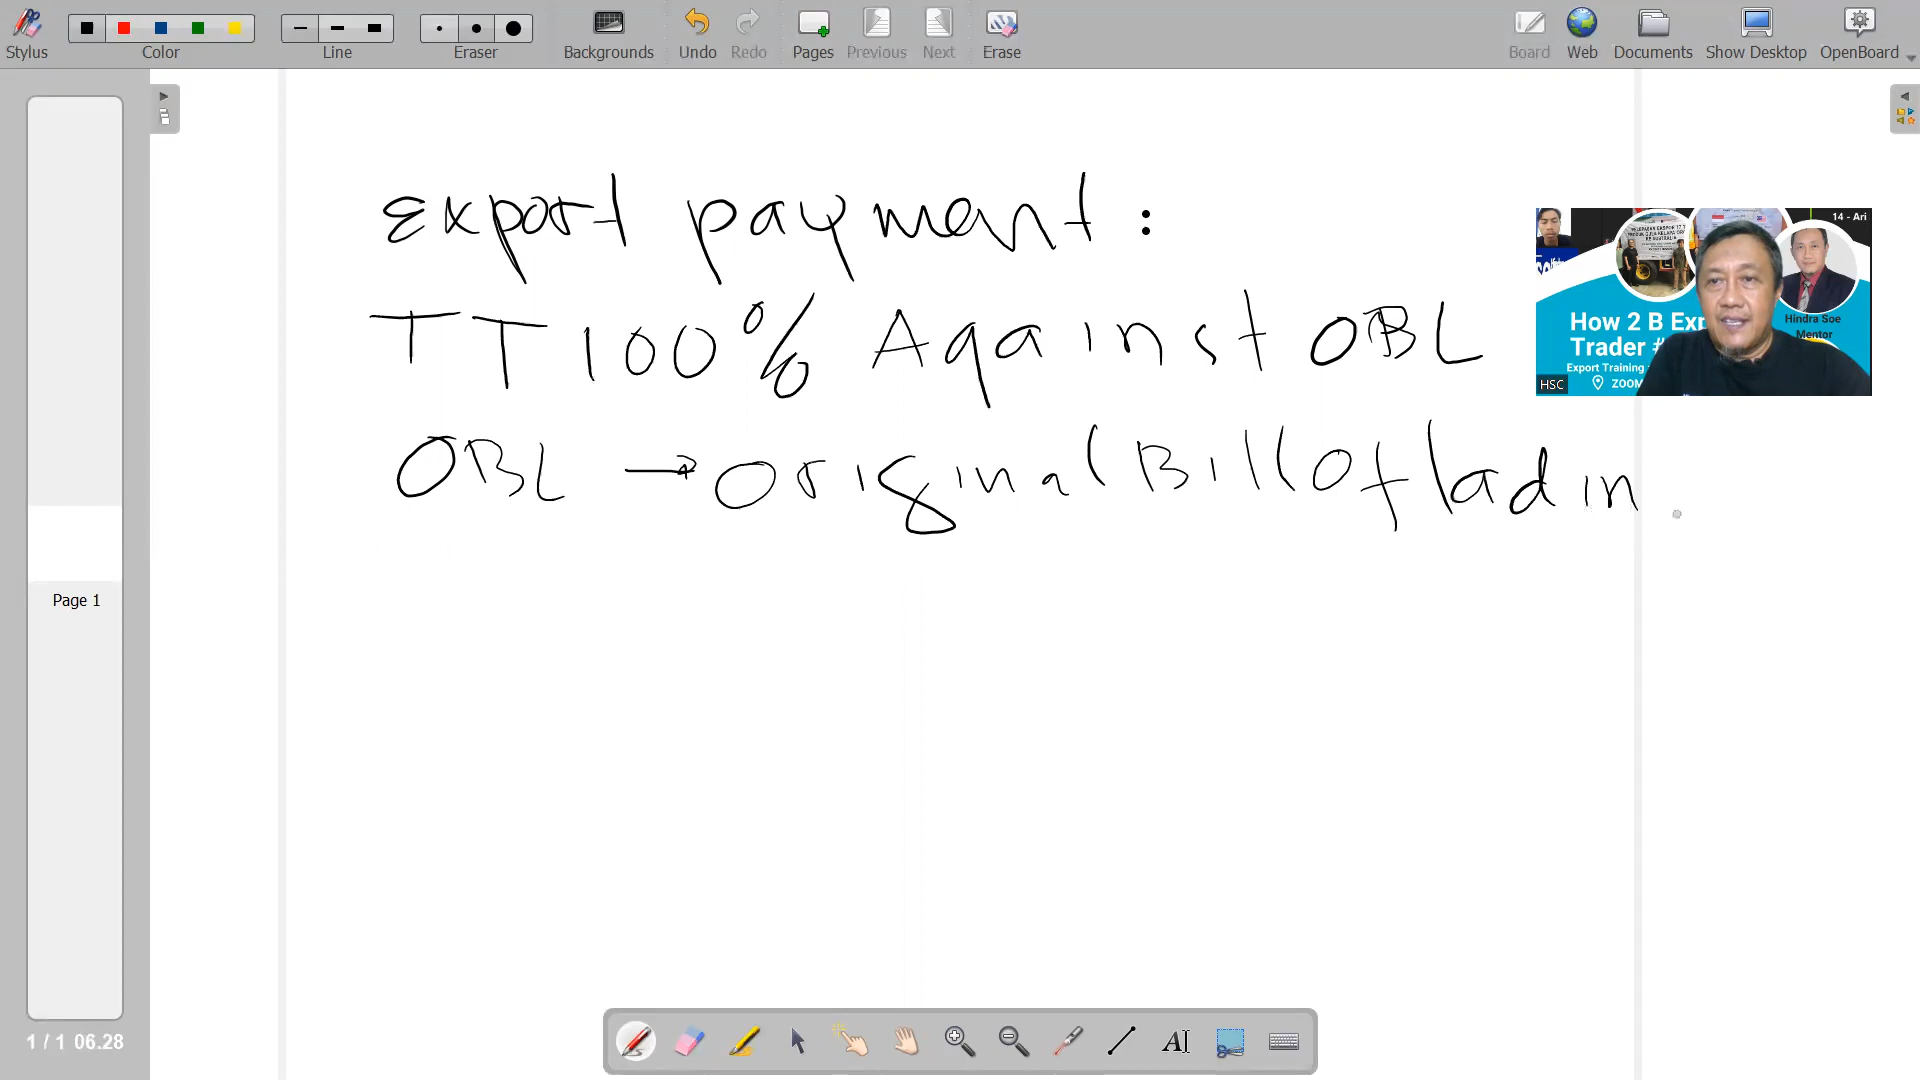 Stylus
Color
Line
Eraser
Backgrounds
Undo
Redo
Pages
Previous
Next
Erase
Board
Web
Documents
Show Desktop
OpenBoard
Export payment :
TT 100% Against OBL
OBL → Original Bill Of ladin
14 - Ari
How 2 B Exp
Trader #
Export Training
ZOOM
Hindra Soe
Mentor
HSC
Page 1
1 / 1 06.28